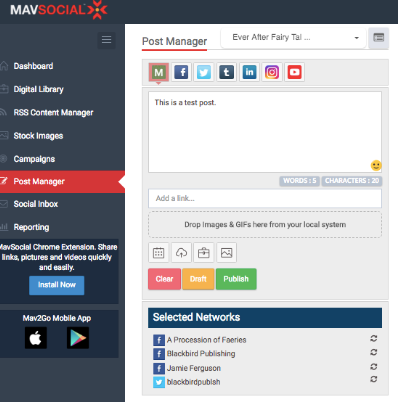 MAVSOCIAL
Dashboard
Digital Library
RSS Content Manager
Stock Images
Campaigns
Post Manager
Social Inbox
Reporting
MavSocial Chrome Extension. Share
links, pictures and videos quickly
and easily.
Install Now
Mav2Go Mobile App
Post Manager
Ever After Fairy Tal ...
M
This is a test post.
WORDS : 5
CHARACTERS : 20
Add a link...
Drop Images & GIFs here from your local system
Clear
Draft
Publish
Selected Networks
A Procession of Faeries
Blackbird Publishing
Jamie Ferguson
blackbirdpublsh